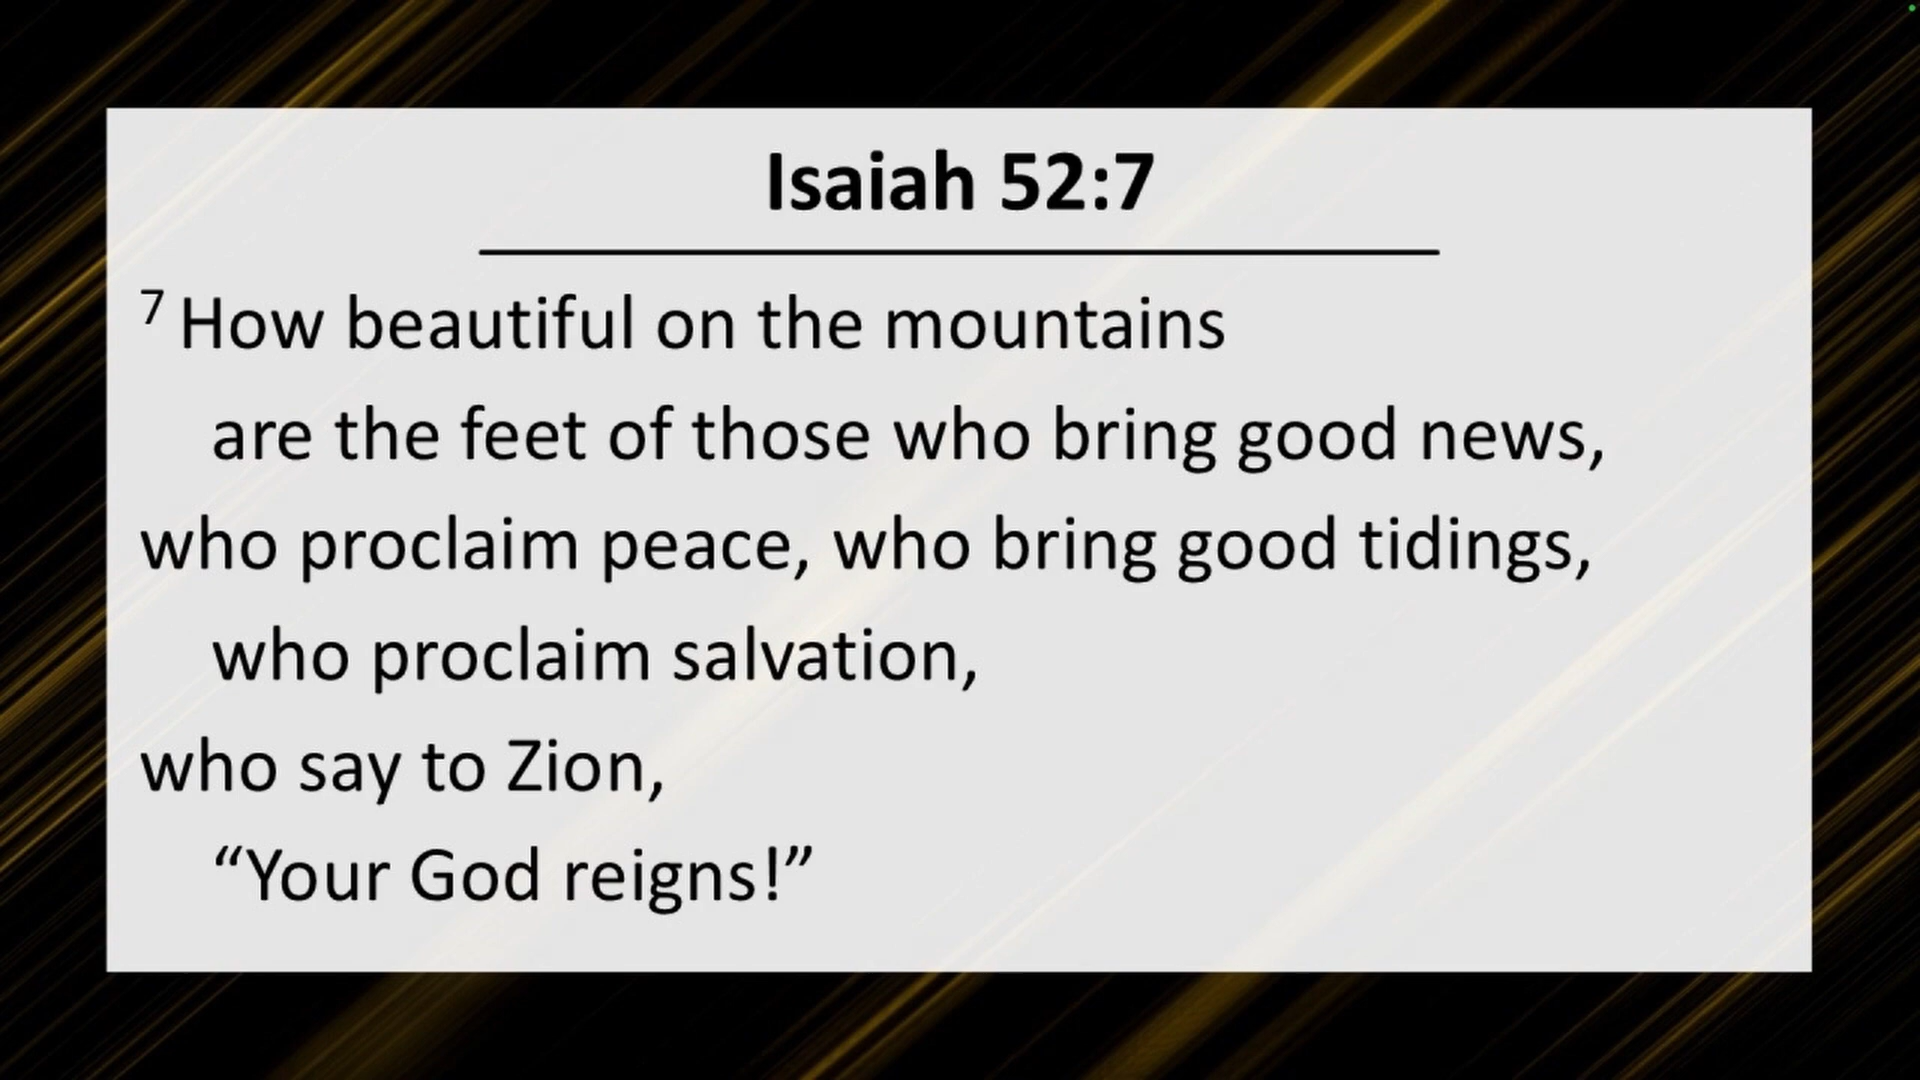 Isaiah 52:7
7 How beautiful on the mountains
are the feet of those who bring good news,
who proclaim peace, who bring good tidings,
who proclaim salvation,
who say to Zion,
“Your God reigns!”